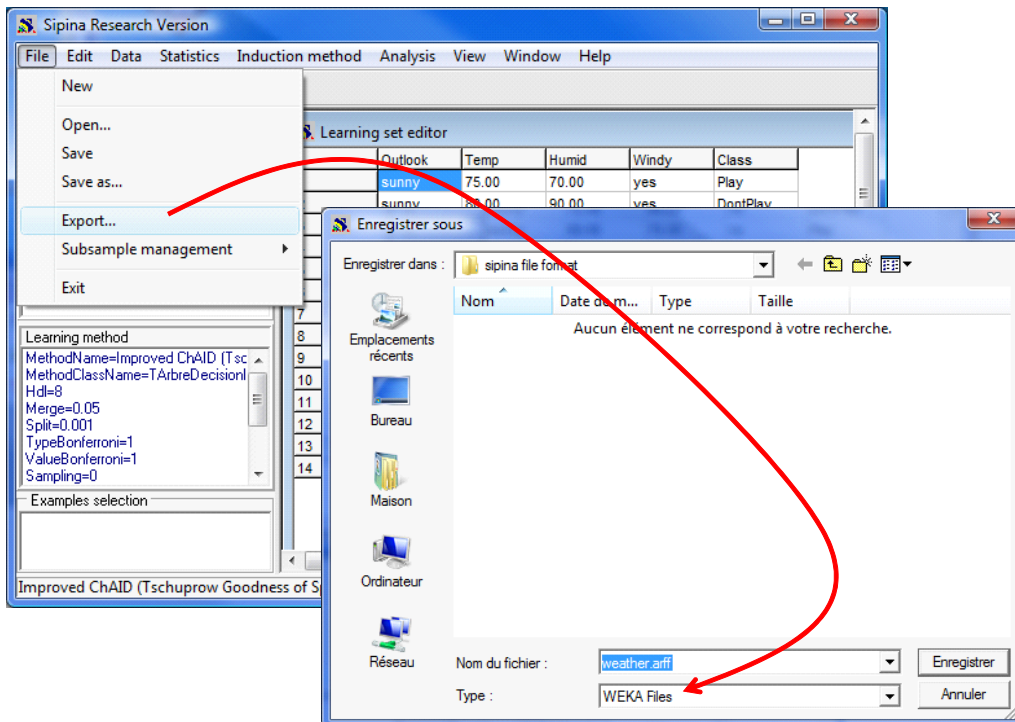 Sipina Research Version
File Edit Data Statistics Induction method Analysis View Window Help
New
Open...
Save
Save as...
Export...
Subsample management
Exit
Learning set editor
Outlook Temp Humid Windy Class
sunny 75.00 70.00 yes Play
sunny 80.00 90.00 yes DontPlay
7
8
9
10
11
12
13
14
Learning method
MethodName=Improved ChAID (Tsc
MethodClassName=TArbreDecisionI
Hdl=8
Merge=0.05
Split=0.001
TypeBonferroni=1
ValueBonferroni=1
Sampling=0
Examples selection
Improved ChAID (Tschuprow Goodness of S
Enregistrer sous
Enregistrer dans : sipina file format
Nom Date de m... Type Taille
Aucun élément ne correspond à votre recherche.
Emplacements
récents
Bureau
Maison
Ordinateur
Réseau
Nom du fichier : weather.arff Enregistrer
Type : WEKA Files Annuler